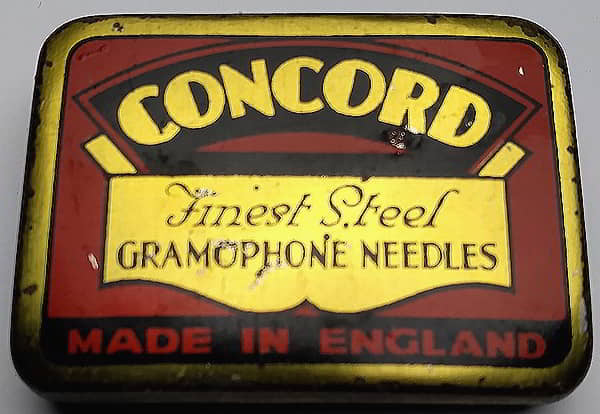 CONCORD
Finest Steel
GRAMOPHONE NEEDLES
MADE IN ENGLAND